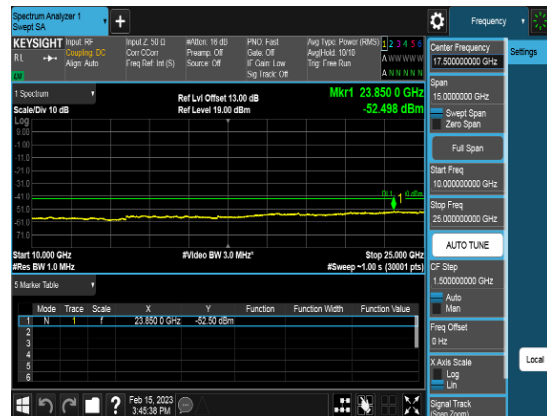 Spectrum Analyzer 1
Swept SA
Frequency
KEYSIGHT
Input: RF
Input Z: 50 Ω
#Atten: 16 dB
PNO: Fast
Avg Type: Power (RMS)
1 2 3 4 5 6
RL
Coupling: DC
Corr CCorr
Preamp: Off
Gate: Off
Avg|Hold: 10/10
A W W W W W
Align: Auto
Freq Ref: Int (S)
Source: Off
IF Gain: Low
Trig: Free Run
Sig Track: Off
A N N N N N
1 Spectrum
Ref Lvl Offset 13.00 dB
Mkr1 23.850 0 GHz
Scale/Div 10 dB
Ref Level 19.00 dBm
-52.498 dBm
Log
9.00
-1.00
-11.0
-21.0
-31.0
-41.0
-51.0
-61.0
-71.0
1
Start 10.000 GHz
#Video BW 3.0 MHz*
Stop 25.000 GHz
#Res BW 1.0 MHz
#Sweep ~1.00 s (30001 pts)
5 Marker Table
Mode Trace Scale X Y Function Function Width Function Value
1 N 1 f 23.850 0 GHz -52.50 dBm
2
3
4
5
6
Feb 15, 2023
3:45:38 PM
Center Frequency
17.500000000 GHz
Settings
Span
15.0000000 GHz
Swept Span
Zero Span
Full Span
Start Freq
10.000000000 GHz
Stop Freq
25.000000000 GHz
AUTO TUNE
CF Step
1.500000000 GHz
Auto
Man
Freq Offset
0 Hz
X Axis Scale
Log
Lin
Local
Signal Track
(Span Zoom)